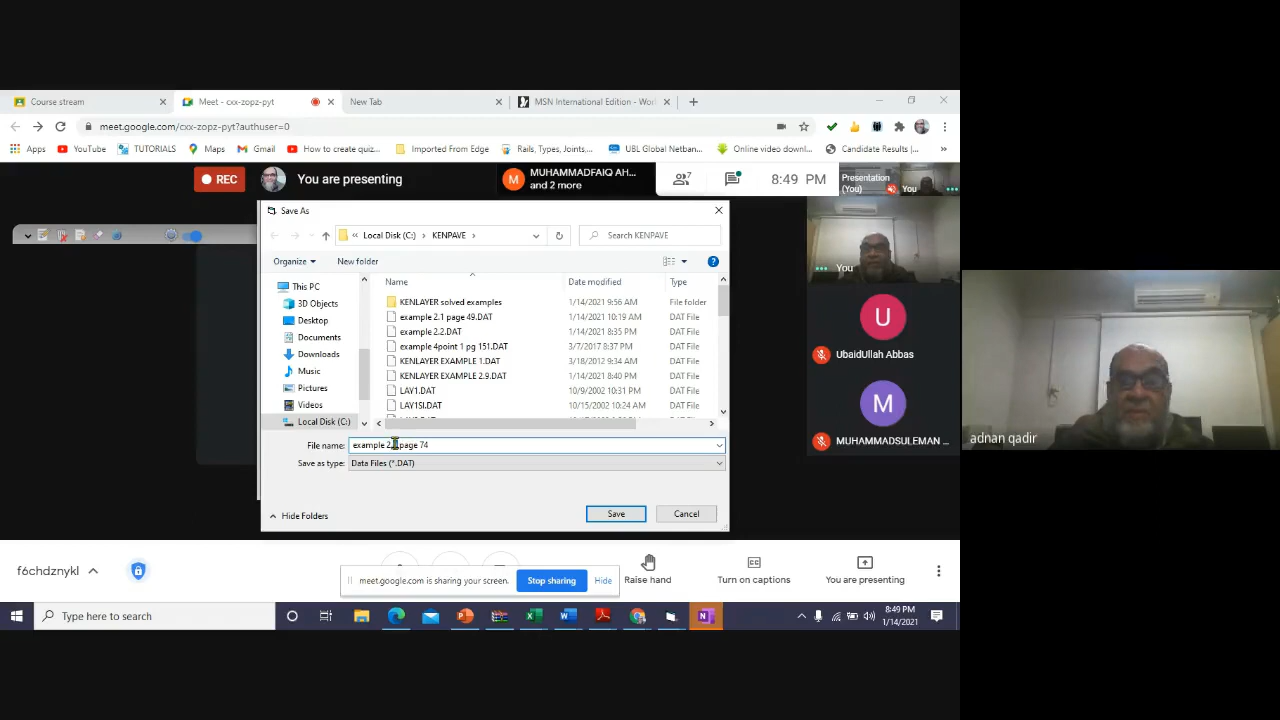 Course stream
Meet - cxx-zopz-pyt
New Tab
MSN International Edition - Worl
meet.google.com/cxx-zopz-pyt?authuser=0
Apps YouTube TUTORIALS Maps Gmail How to create quiz... Imported From Edge Rails, Types, Joints,... UBL Global Netban... Online video downl... Candidate Results |... »
REC
You are presenting
M
MUHAMMADFAIQ AH...
and 2 more
7
8:49 PM
Presentation
(You)
You
Save As
Local Disk (C:) › KENPAVE ›
Search KENPAVE
Organize
New folder
Name Date modified Type
This PC
3D Objects
Desktop
Documents
Downloads
Music
Pictures
Videos
Local Disk (C:)
KENLAYER solved examples 1/14/2021 9:56 AM File folder
example 2.1 page 49.DAT 1/14/2021 10:19 AM DAT File
example 2.2.DAT 1/14/2021 8:35 PM DAT File
example 4point 1 pg 151.DAT 3/7/2017 8:37 PM DAT File
KENLAYER EXAMPLE 1.DAT 3/18/2012 9:34 AM DAT File
KENLAYER EXAMPLE 2.9.DAT 1/14/2021 8:40 PM DAT File
LAY1.DAT 10/9/2002 10:31 PM DAT File
LAY1SI.DAT 10/15/2002 10:24 AM DAT File
File name: example 2. page 74
Save as type: Data Files (*.DAT)
Hide Folders
Save
Cancel
You
U
UbaidUllah Abbas
M
MUHAMMADSULEMAN ...
adnan qadir
f6chdznykl
meet.google.com is sharing your screen.
Stop sharing
Hide
Raise hand
Turn on captions
You are presenting
Type here to search
8:49 PM
1/14/2021